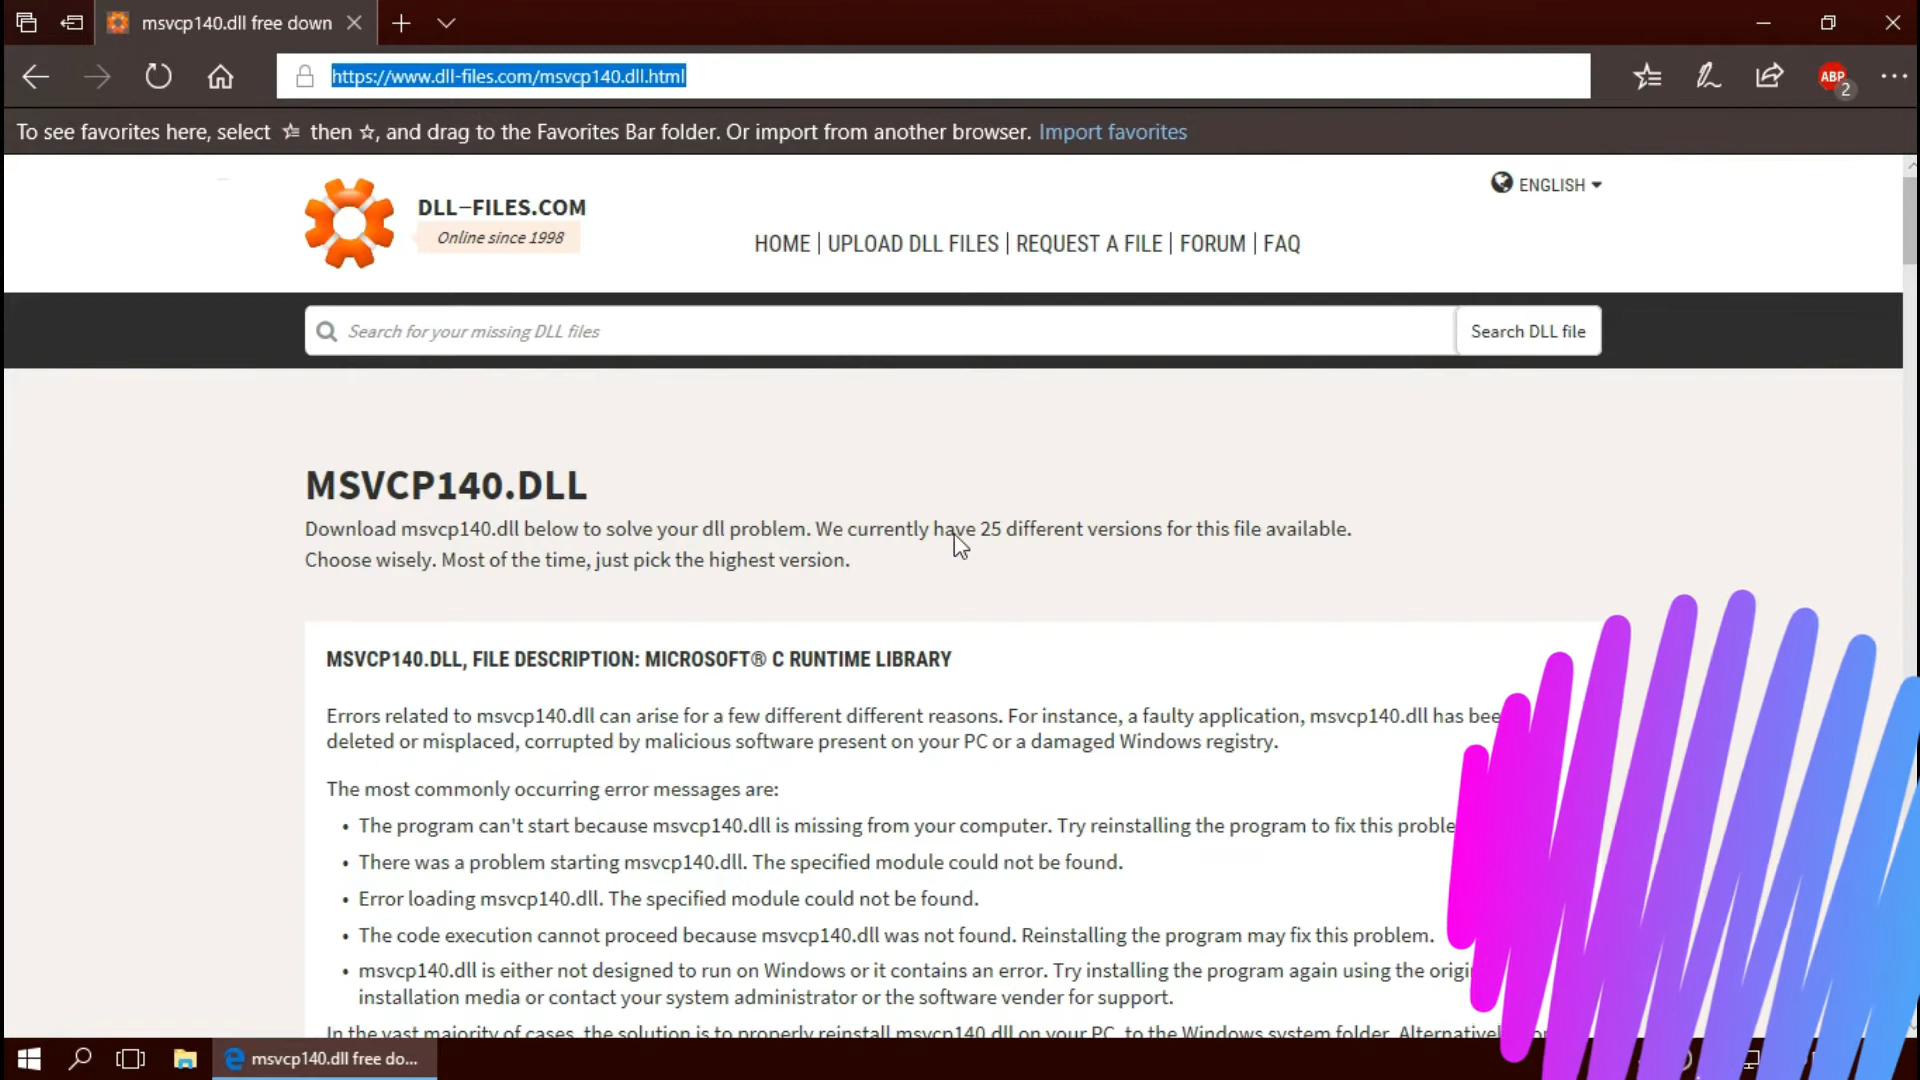 msvcp140.dll free down
https://www.dll-files.com/msvcp140.dll.html
ABP
2
To see favorites here, select then , and drag to the Favorites Bar folder. Or import from another browser. Import favorites
ENGLISH
DLL-FILES.COM
Online since 1998
HOME | UPLOAD DLL FILES | REQUEST A FILE | FORUM | FAQ
Search for your missing DLL files
Search DLL file
MSVCP140.DLL
Download msvcp140.dll below to solve your dll problem. We currently have 25 different versions for this file available.
Choose wisely. Most of the time, just pick the highest version.
MSVCP140.DLL, FILE DESCRIPTION: MICROSOFT® C RUNTIME LIBRARY
Errors related to msvcp140.dll can arise for a few different different reasons. For instance, a faulty application, msvcp140.dll has bee
deleted or misplaced, corrupted by malicious software present on your PC or a damaged Windows registry.
The most commonly occurring error messages are:
• The program can't start because msvcp140.dll is missing from your computer. Try reinstalling the program to fix this proble
• There was a problem starting msvcp140.dll. The specified module could not be found.
• Error loading msvcp140.dll. The specified module could not be found.
• The code execution cannot proceed because msvcp140.dll was not found. Reinstalling the program may fix this problem.
• msvcp140.dll is either not designed to run on Windows or it contains an error. Try installing the program again using the origi
installation media or contact your system administrator or the software vender for support.
In the vast majority of cases, the solution is to properly reinstall msvcp140.dll on your PC, to the Windows system folder. Alternativel
msvcp140.dll free do...